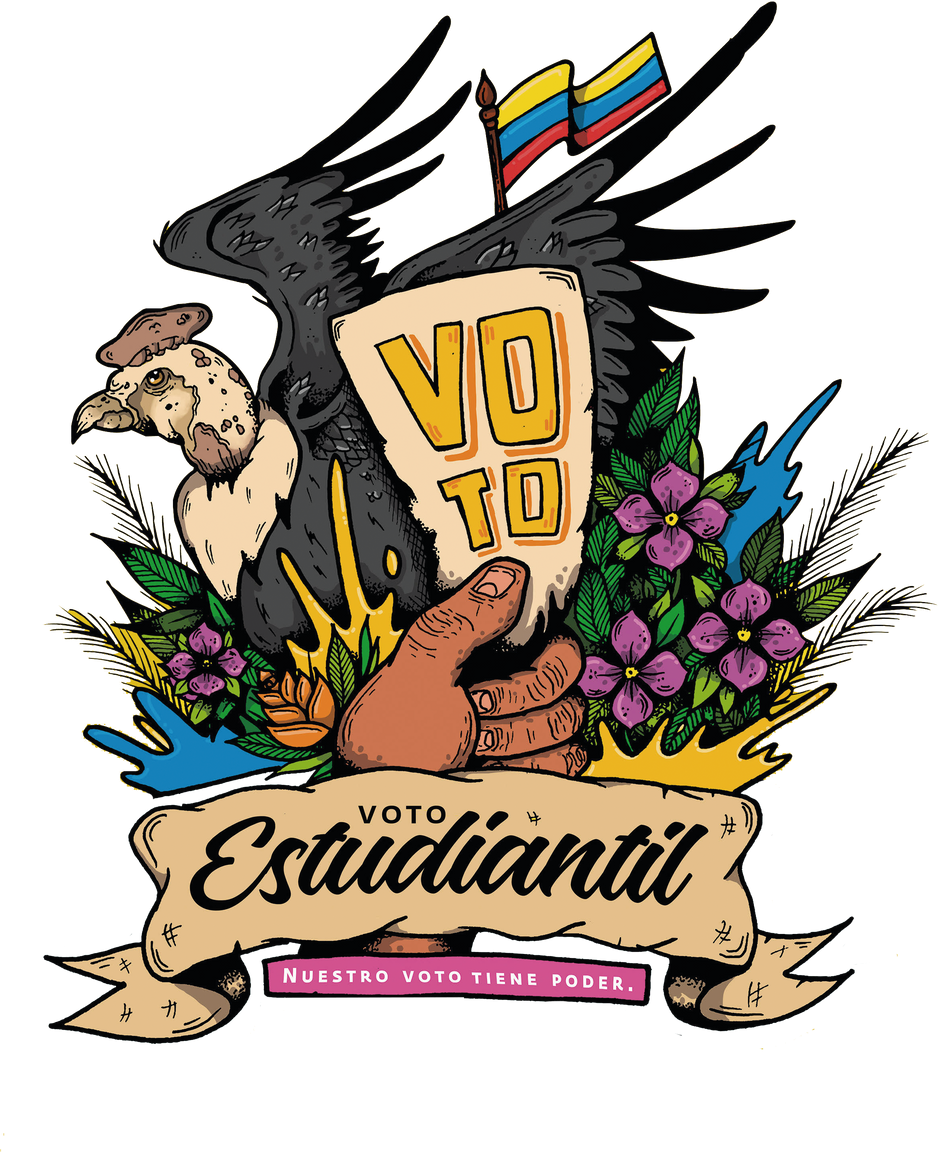 VO
TO
VOTO
Estudiantil
NUESTRO VOTO TIENE PODER.